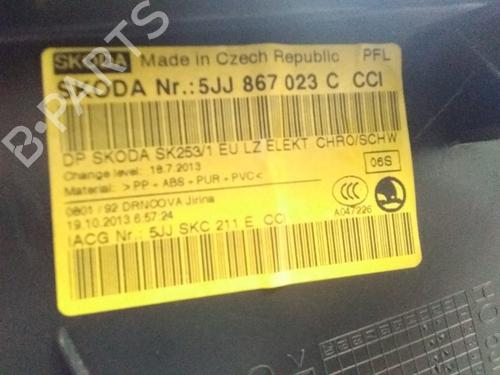 SKODA Made in Czech Republic PFL
SKODA Nr.: 5JJ 867 023 C CCI
DP SKODA SK253/1 EU LZ ELEKT CHRO/SCHW
Change level: 18.7.2013
Material: >PP+ABS+PUR+PVC<
06S
0801 / 92 DRNCOVA Jirina
19.10.2013 6:57:24
CCC
A047226
IACG Nr.: 5JJ SKC 211 E CCI
B-PARTS